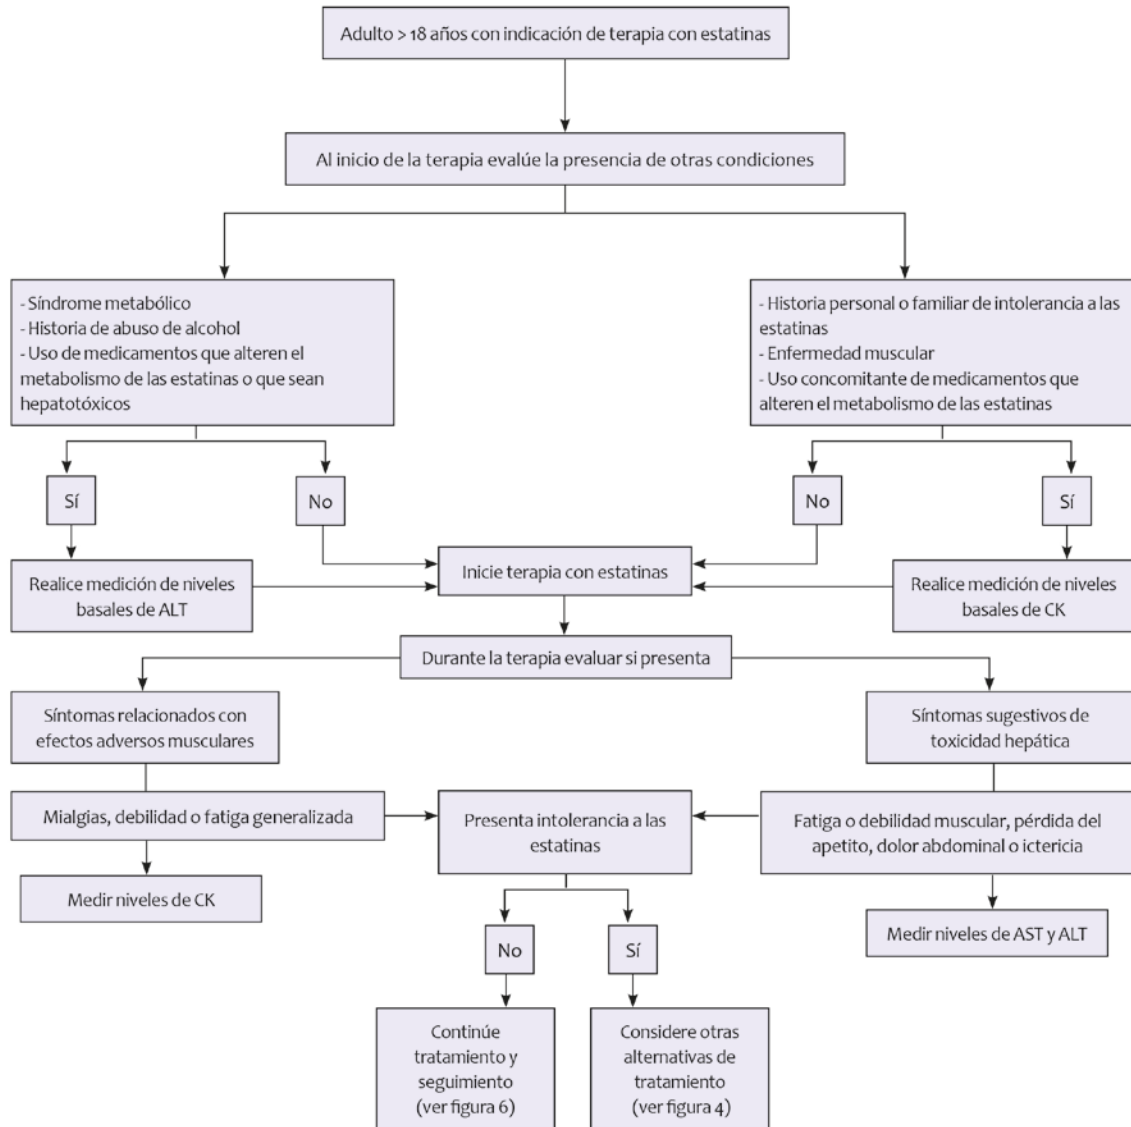 Adulto > 18 años con indicación de terapia con estatinas
Al inicio de la terapia evalúe la presencia de otras condiciones
- Síndrome metabólico
- Historia de abuso de alcohol
- Uso de medicamentos que alteren el
metabolismo de las estatinas o que sean
hepatotóxicos
- Historia personal o familiar de intolerancia a las
estatinas
- Enfermedad muscular
- Uso concomitante de medicamentos que
alteren el metabolismo de las estatinas
Sí
No
No
Sí
Realice medición de niveles
basales de ALT
Inicie terapia con estatinas
Realice medición de niveles
basales de CK
Durante la terapia evaluar si presenta
Síntomas relacionados con
efectos adversos musculares
Síntomas sugestivos de
toxicidad hepática
Mialgias, debilidad o fatiga generalizada
Presenta intolerancia a las
estatinas
Fatiga o debilidad muscular, pérdida del
apetito, dolor abdominal o ictericia
Medir niveles de CK
Medir niveles de AST y ALT
No
Sí
Continúe
tratamiento y
seguimiento
(ver figura 6)
Considere otras
alternativas de
tratamiento
(ver figura 4)